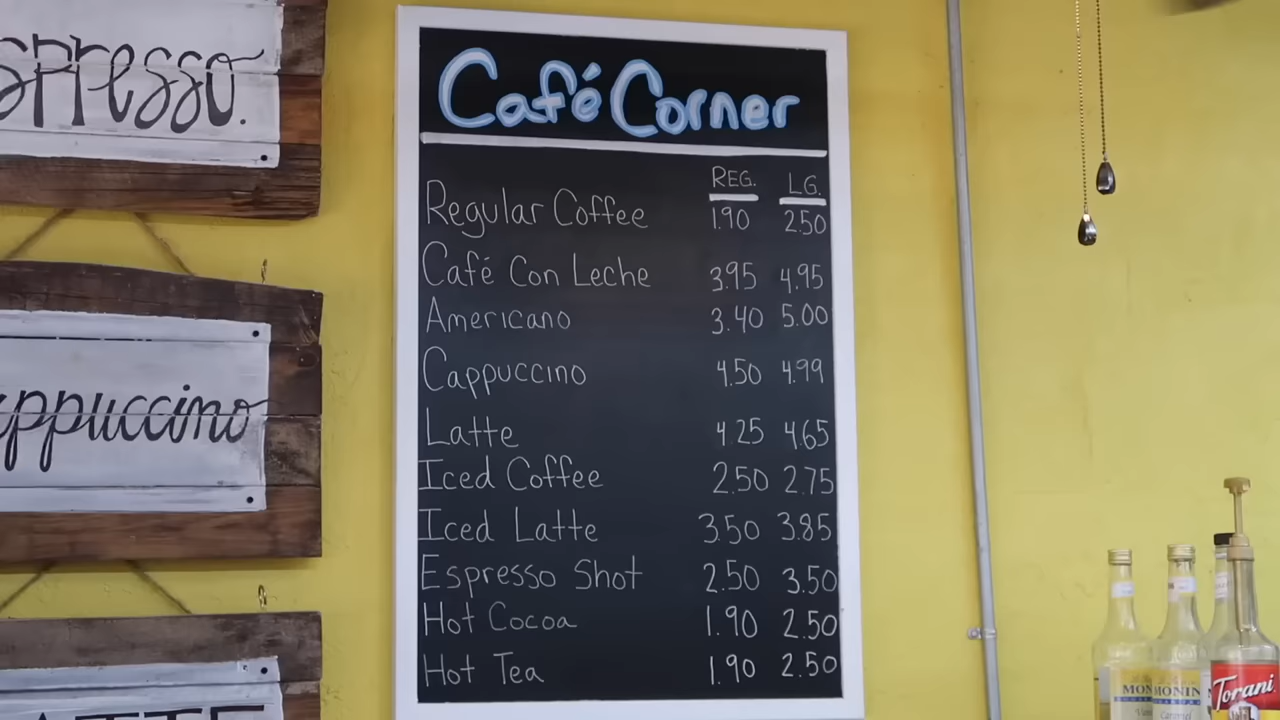 spresso.
ppuccino
Café Corner
REG. LG.
Regular Coffee 1.90 2.50
Café Con Leche 3.95 4.95
Americano 3.40 5.00
Cappuccino 4.50 4.99
Latte 4.25 4.65
Iced Coffee 2.50 2.75
Iced Latte 3.50 3.85
Espresso Shot 2.50 3.50
Hot Cocoa 1.90 2.50
Hot Tea 1.90 2.50
MONIN
Torani